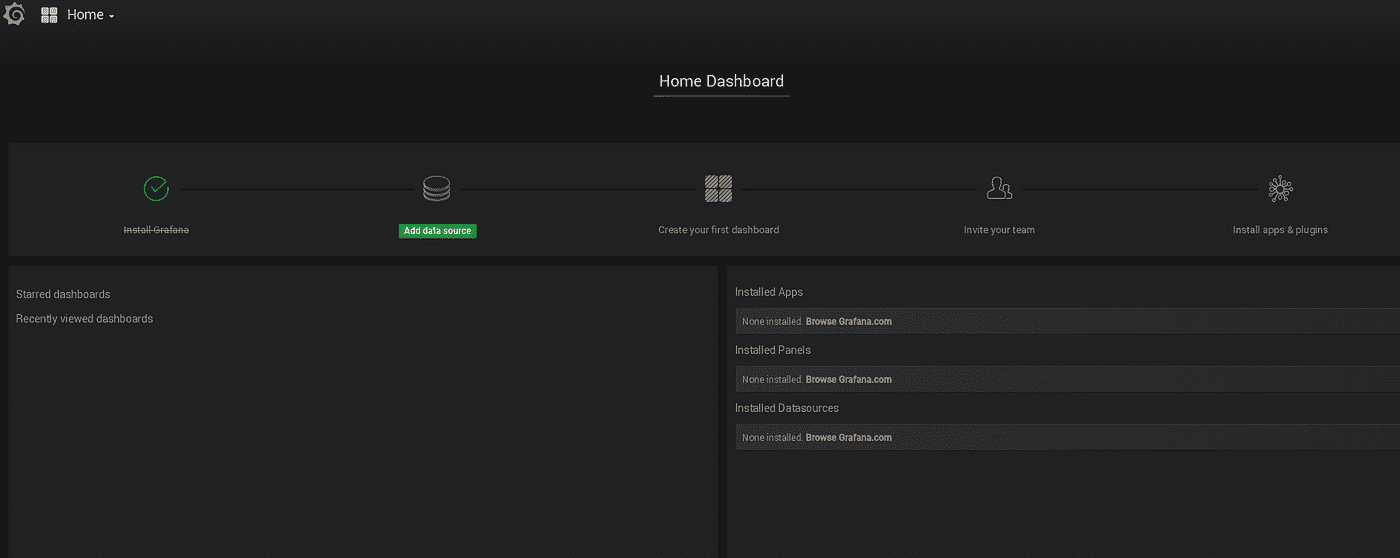 Home
Home Dashboard
Install Grafana
Add data source
Create your first dashboard
Invite your team
Install apps & plugins
Starred dashboards
Recently viewed dashboards
Installed Apps
None installed. Browse Grafana.com
Installed Panels
None installed. Browse Grafana.com
Installed Datasources
None installed. Browse Grafana.com